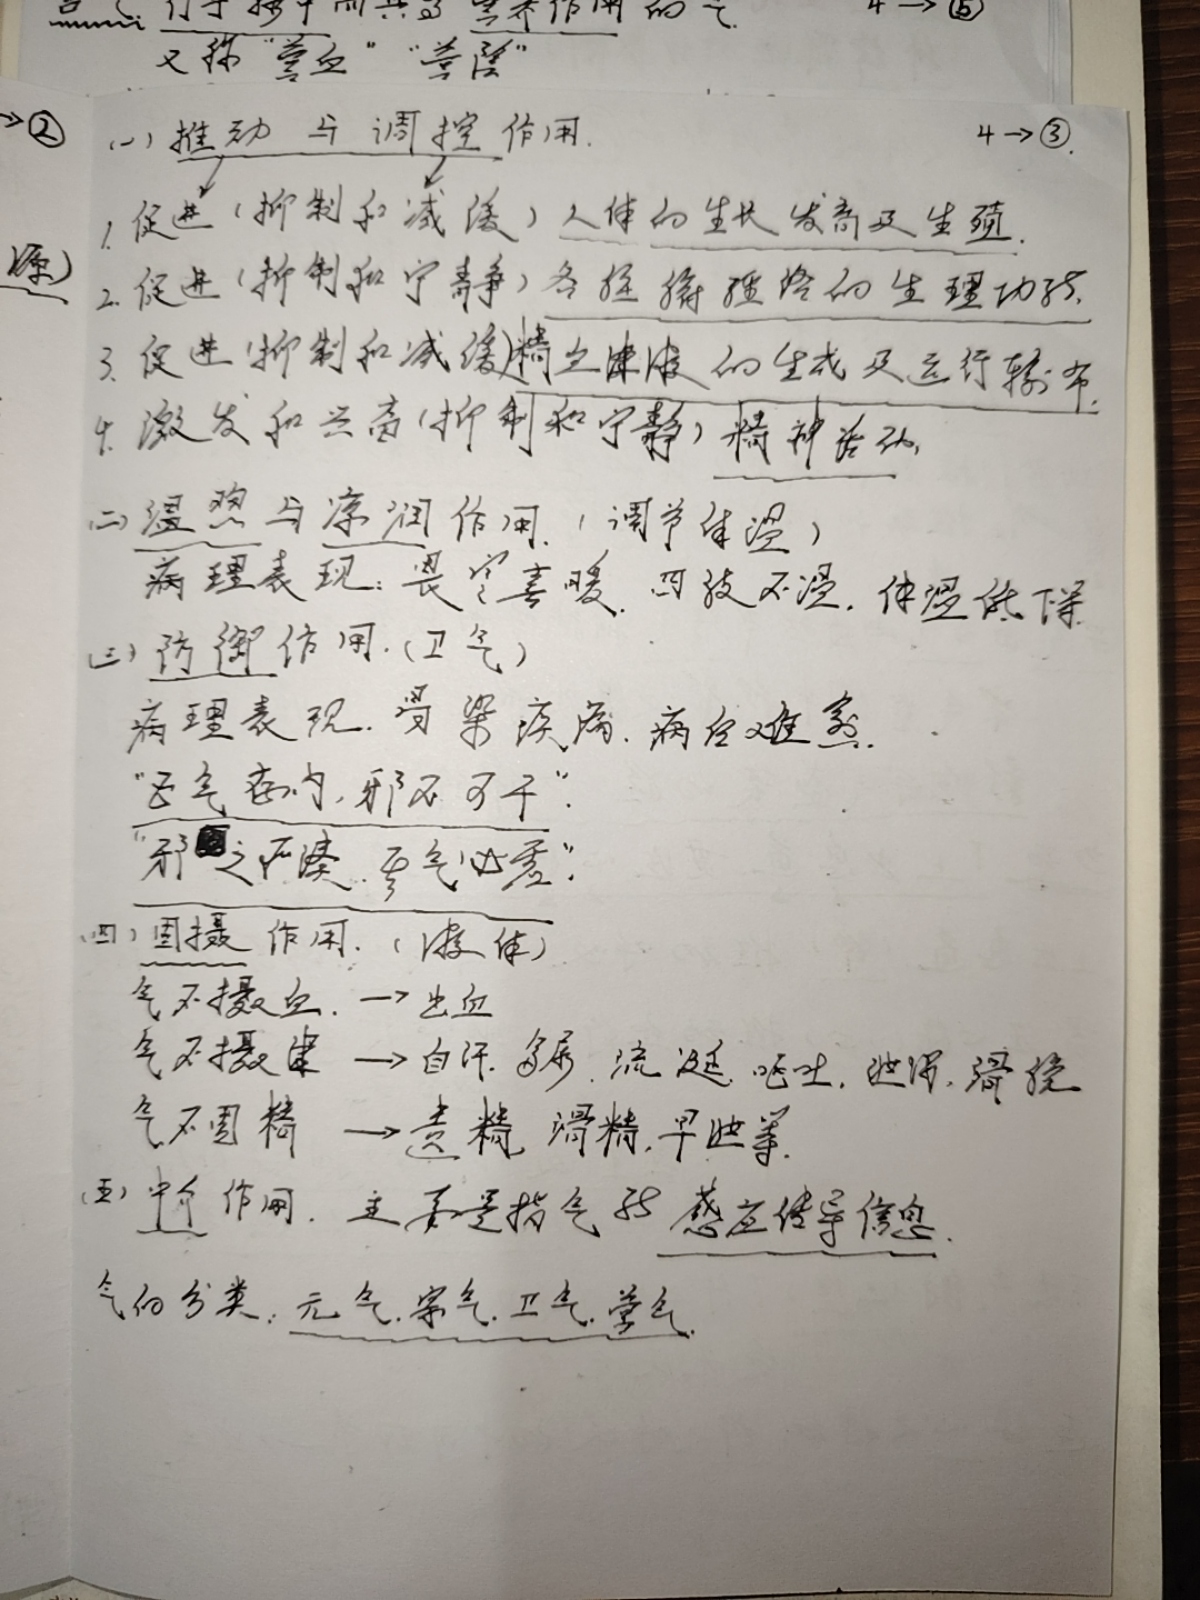 行于脉中而具有营养作用的气
4→⑤
又称“营血”“营阴”
→②
(一)推动与调控作用.
4→③.
1.促进(抑制和减缓)人体的生长发育及生殖.
源)
2.促进(抑制和宁静)各脏腑经络的生理功能.
3.促进(抑制和减缓)精血津液的生成及运行输布.
4.激发和兴奋(抑制和宁静)精神活动.
(二)温煦与凉润作用.(调节体温)
病理表现:畏寒喜暖.四肢不温.体温低下等
(三)防御作用.(卫气)
病理表现.易染疾病.病后难愈.
“正气存内,邪不可干”.
“邪之所凑.其气必虚”.
(四)固摄作用.(液体)
气不摄血.→出血
气不摄津→自汗.多尿.流涎.呕吐.泄泻.滑脱
气不固精→遗精.滑精.早泄等.
(五)中介作用.主要是指气能感应传导信息.
气的分类:元气.宗气.卫气.营气.